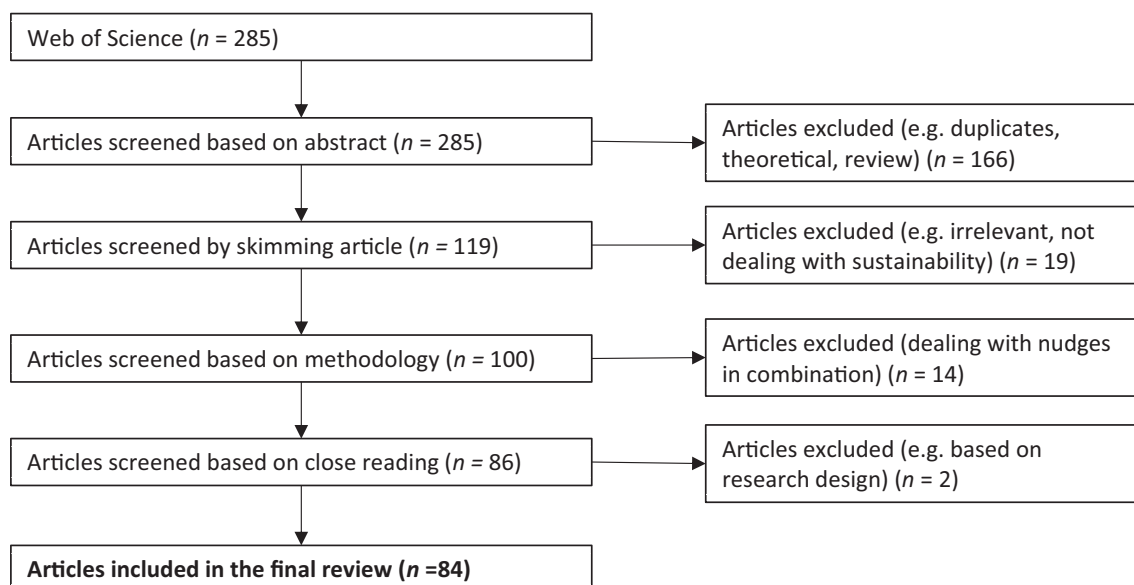 Web of Science (n = 285)
Articles screened based on abstract (n = 285)
Articles excluded (e.g. duplicates,
theoretical, review) (n = 166)
Articles screened by skimming article (n = 119)
Articles excluded (e.g. irrelevant, not
dealing with sustainability) (n = 19)
Articles screened based on methodology (n = 100)
Articles excluded (dealing with nudges
in combination) (n = 14)
Articles screened based on close reading (n = 86)
Articles excluded (e.g. based on
research design) (n = 2)
Articles included in the final review (n =84)